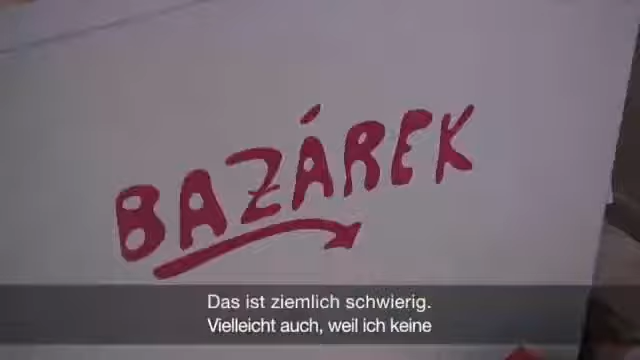 BAZÁREK
Das ist ziemlich schwierig.
Vielleicht auch, weil ich keine